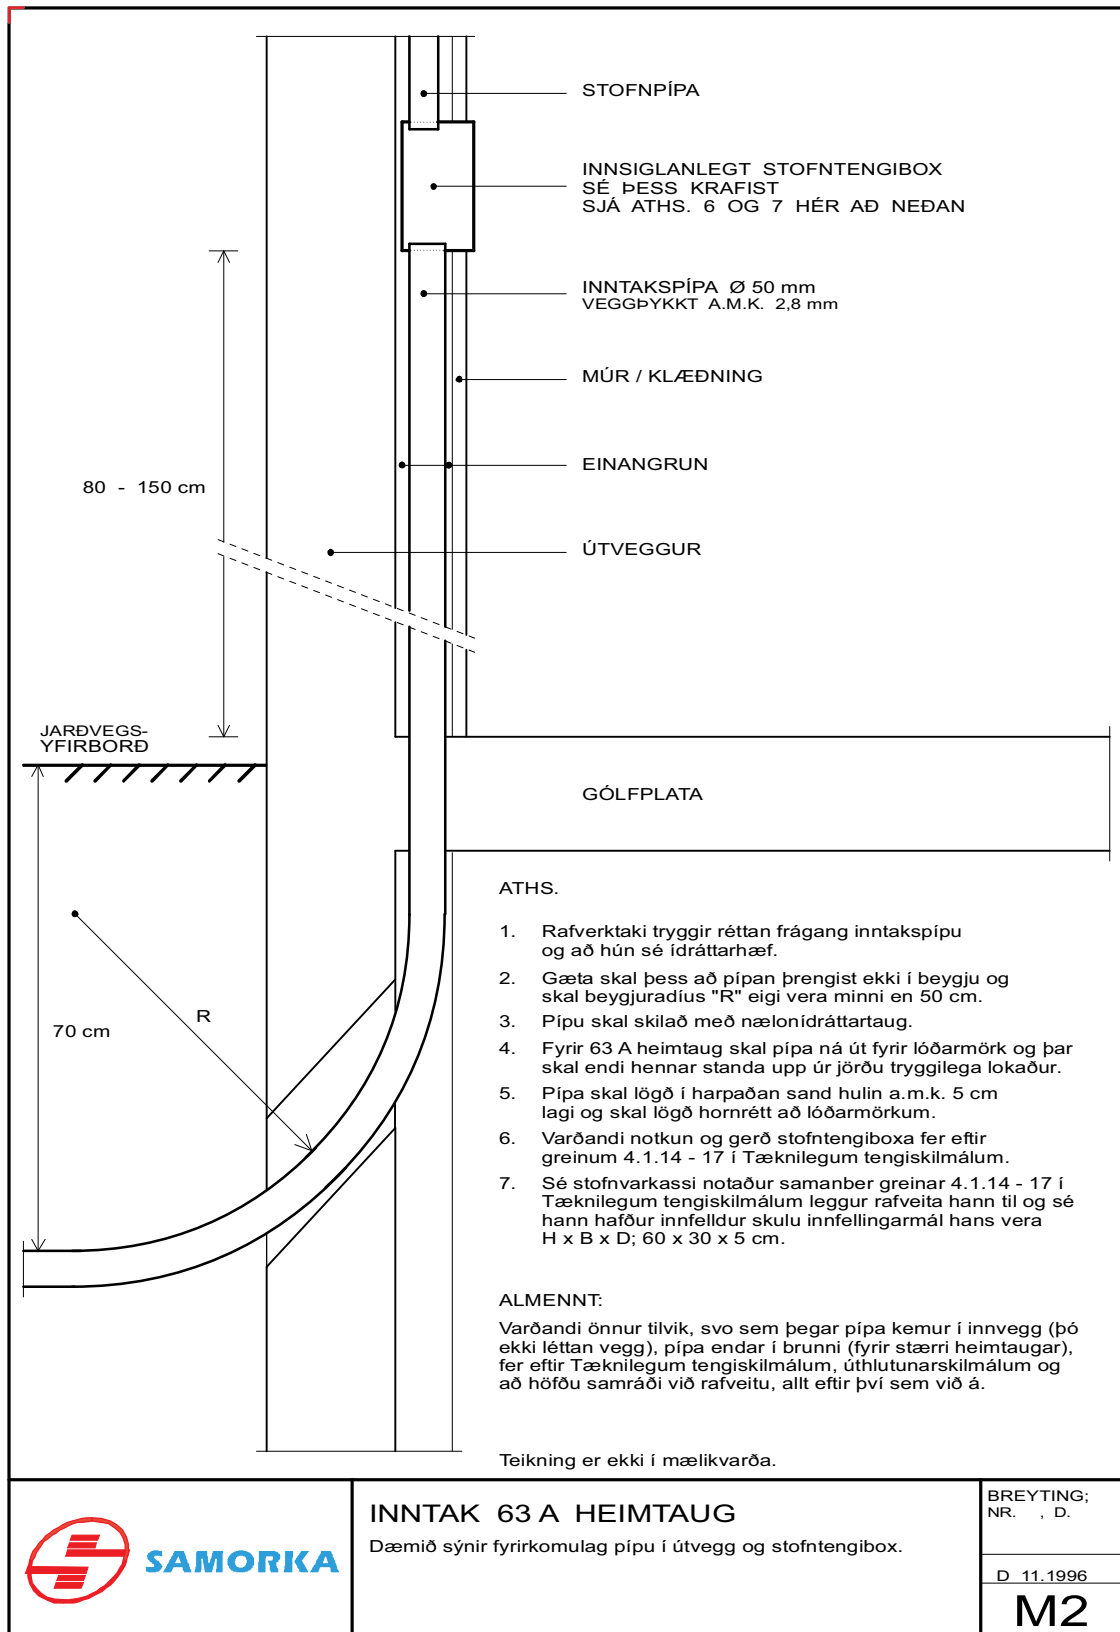 STOFNPÍPA
INNSIGLANLEGT STOFNTENGIBOX
SÉ ÞESS KRAFIST
SJÁ ATHS. 6 OG 7 HÉR AÐ NEÐAN
INNTAKSPÍPA Ø 50 mm
VEGGÞYKKT A.M.K. 2,8 mm
MÚR / KLÆÐNING
EINANGRUN
80 - 150 cm
ÚTVEGGUR
JARÐVEGS-
YFIRBORÐ
GÓLFPLATA
R
70 cm
ATHS.
1. Rafverktaki tryggir réttan frágang inntakspípu
og að hún sé ídráttarhæf.
2. Gæta skal þess að pípan þrengist ekki í beygju og
skal beygjuradíus "R" eigi vera minni en 50 cm.
3. Pípu skal skilað með nælonídráttartaug.
4. Fyrir 63 A heimtaug skal pípa ná út fyrir lóðarmörk og þar
skal endi hennar standa upp úr jörðu tryggilega lokaður.
5. Pípa skal lögð í harpaðan sand hulin a.m.k. 5 cm
lagi og skal lögð hornrétt að lóðarmörkum.
6. Varðandi notkun og gerð stofntengiboxa fer eftir
greinum 4.1.14 - 17 í Tæknilegum tengiskilmálum.
7. Sé stofnvarkassi notaður samanber greinar 4.1.14 - 17 í
Tæknilegum tengiskilmálum leggur rafveita hann til og sé
hann hafður innfelldur skulu innfellingarmál hans vera
H x B x D; 60 x 30 x 5 cm.
ALMENNT:
Varðandi önnur tilvik, svo sem þegar pípa kemur í innvegg (þó
ekki léttan vegg), pípa endar í brunni (fyrir stærri heimtaugar),
fer eftir Tæknilegum tengiskilmálum, úthlutunarskilmálum og
að höfðu samráði við rafveitu, allt eftir því sem við á.
Teikning er ekki í mælikvarða.
SAMORKA
INNTAK 63 A HEIMTAUG
Dæmið sýnir fyrirkomulag pípu í útvegg og stofntengibox.
BREYTING;
NR. , D.
D 11.1996
M2